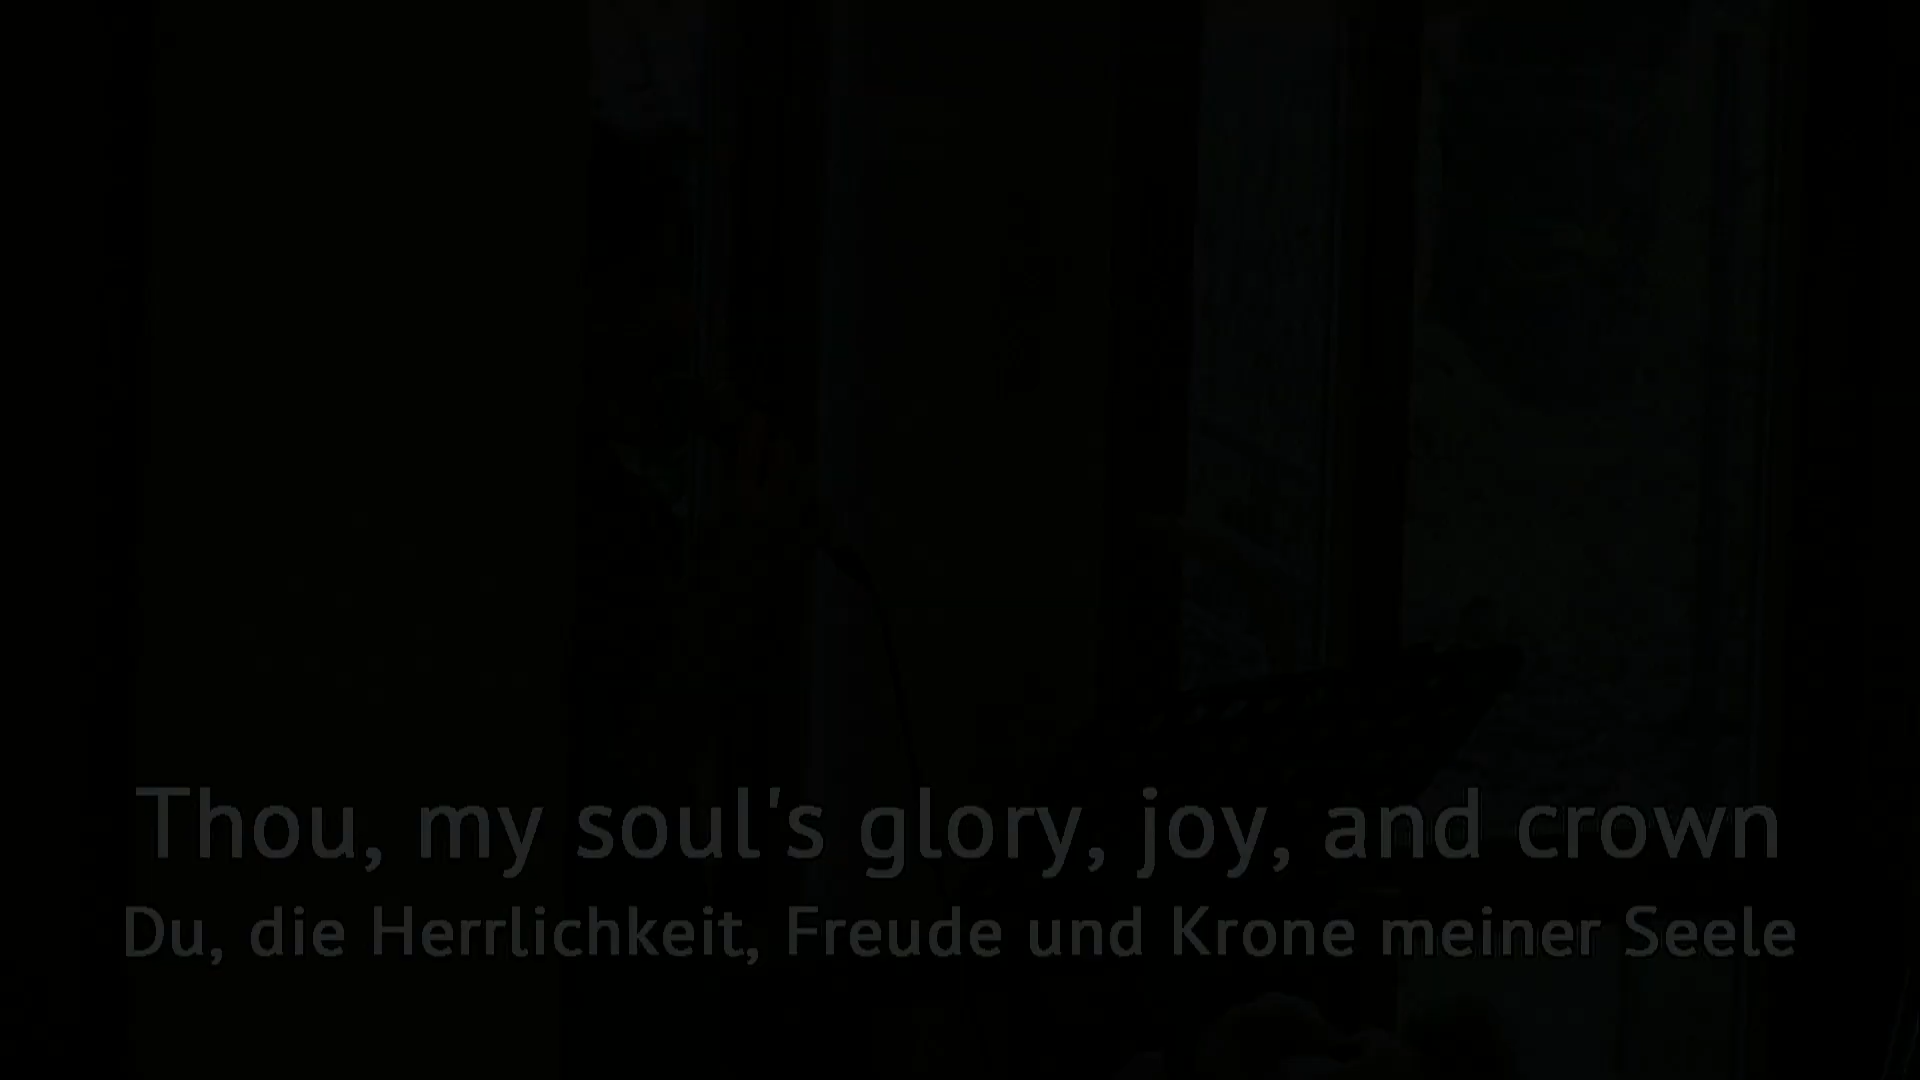 Thou, my soul's glory, joy, and crown
Du, die Herrlichkeit, Freude und Krone meiner Seele